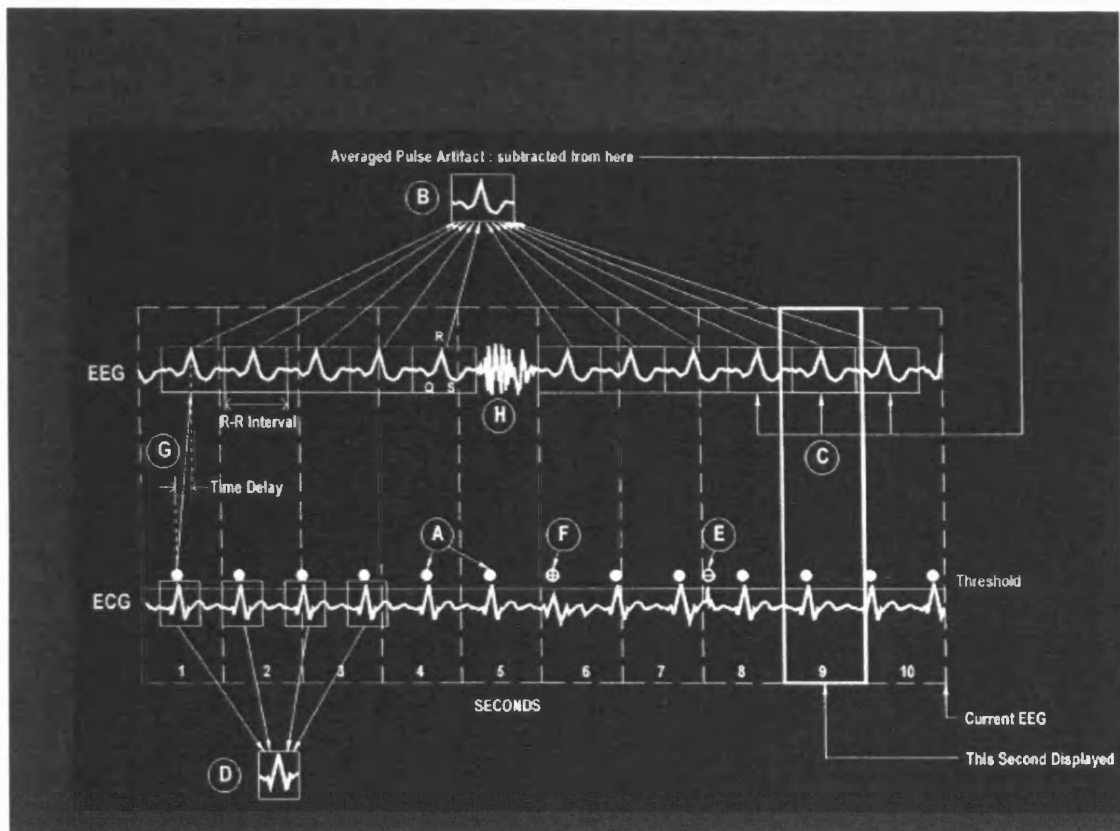 Averaged Pulse Artifact : subtracted from here
B
R
EEG
Q S
H
R-R Interval
C
G
Time Delay
A
F
E
Threshold
ECG
1 2 3 4 5 6 7 8 9 10
SECONDS
Current EEG
This Second Displayed
D